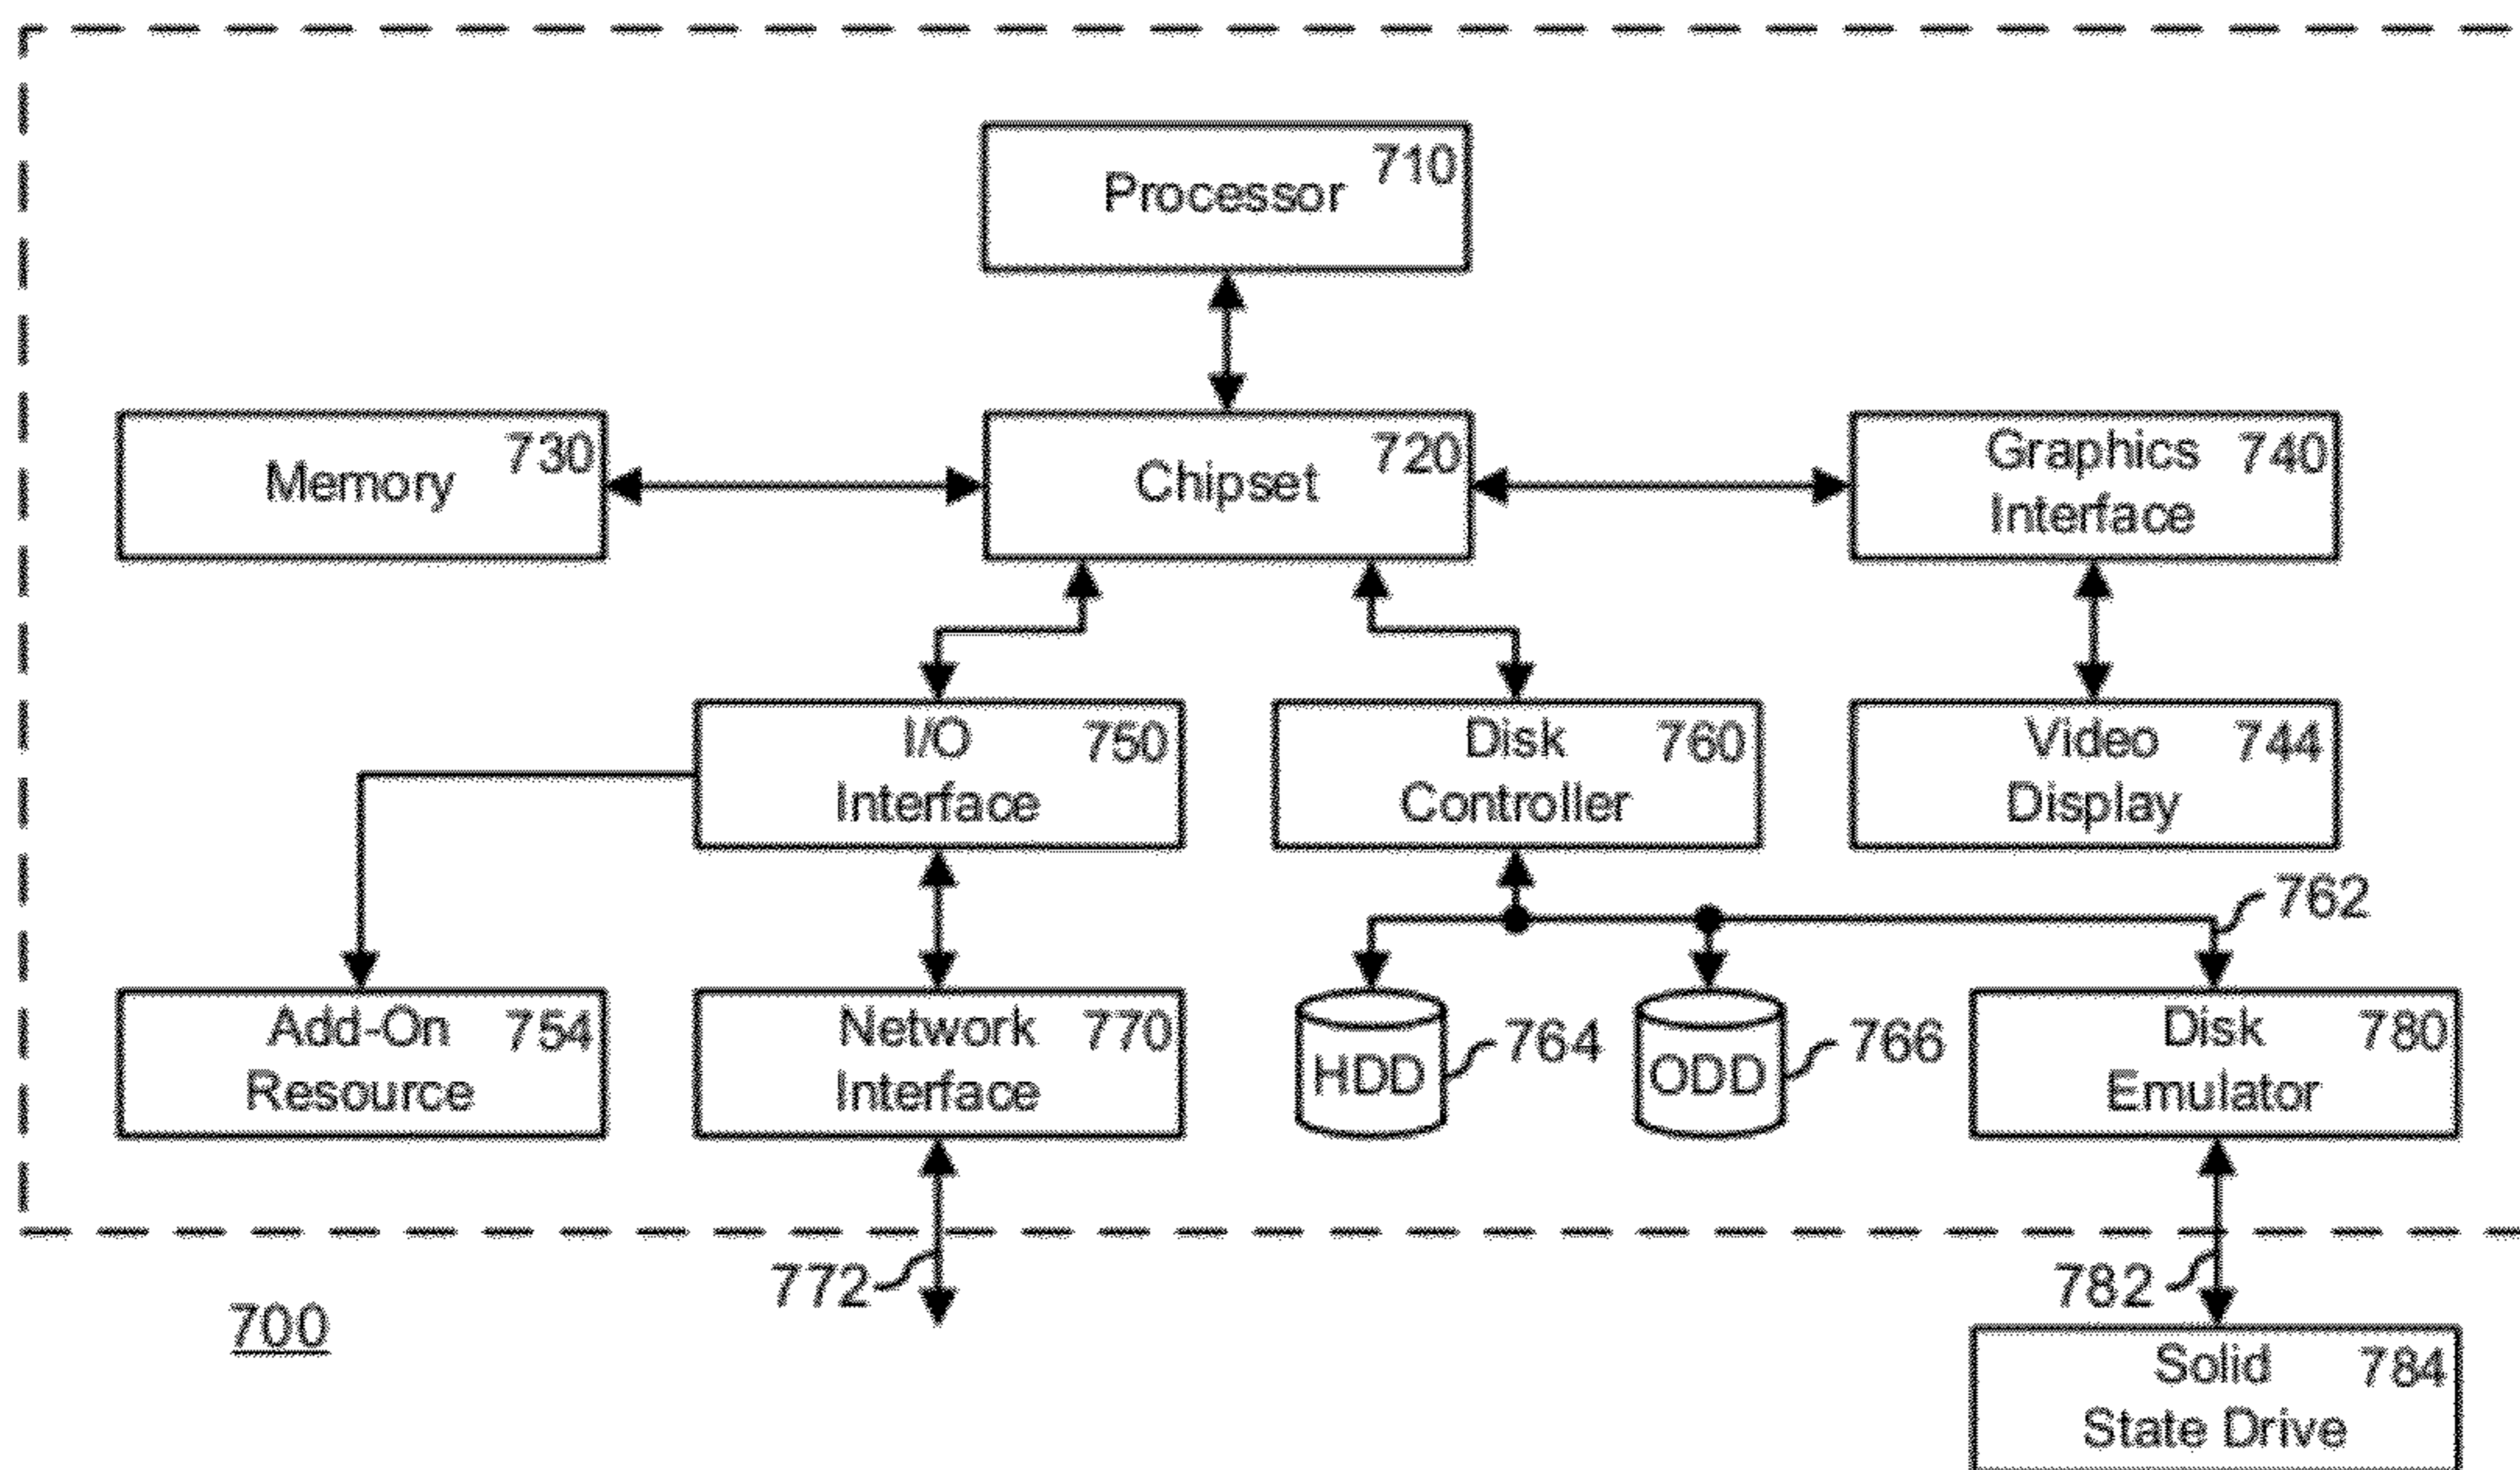 Processor 710
Memory 730
Chipset 720
Graphics 740
Interface
I/O 750
Interface
Disk 760
Controller
Video 744
Display
762
Add-On 754
Resource
Network 770
Interface
HDD 764
ODD 766
Disk 780
Emulator
772
782
700
Solid 784
State Drive